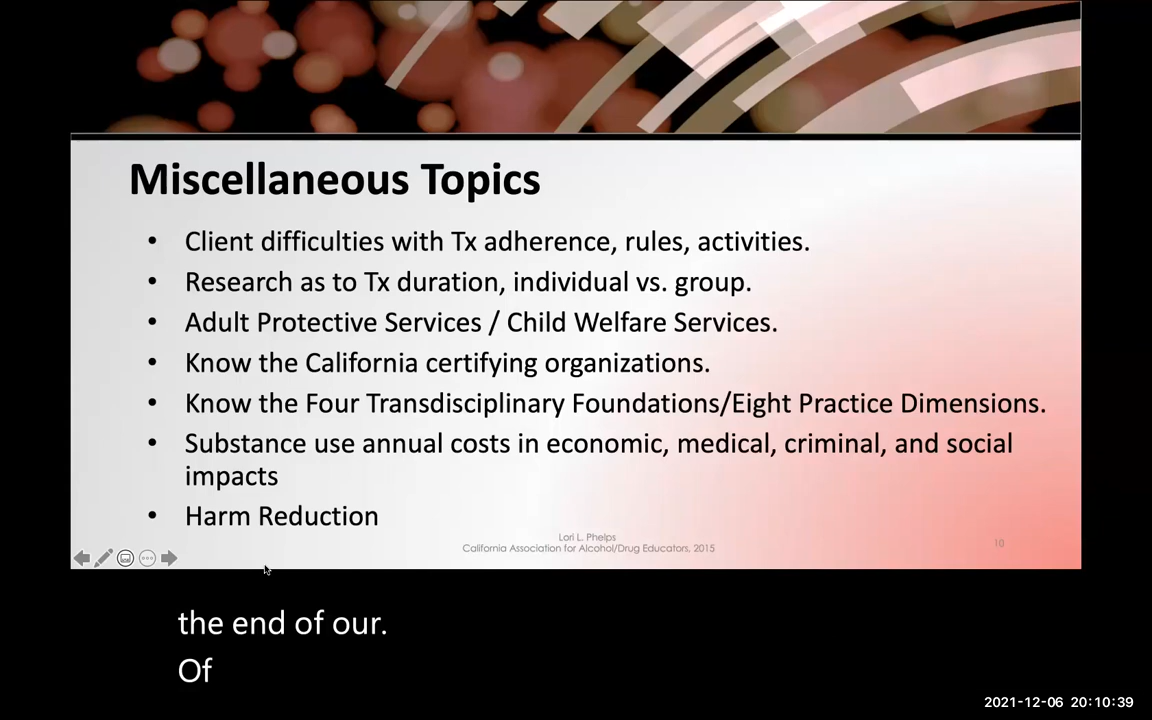 Miscellaneous Topics
• Client difficulties with Tx adherence, rules, activities.
• Research as to Tx duration, individual vs. group.
• Adult Protective Services / Child Welfare Services.
• Know the California certifying organizations.
• Know the Four Transdisciplinary Foundations/Eight Practice Dimensions.
• Substance use annual costs in economic, medical, criminal, and social
impacts
• Harm Reduction
Lori L. Phelps
California Association for Alcohol/Drug Educators, 2015
10
the end of our.
Of
2021-12-06 20:10:39